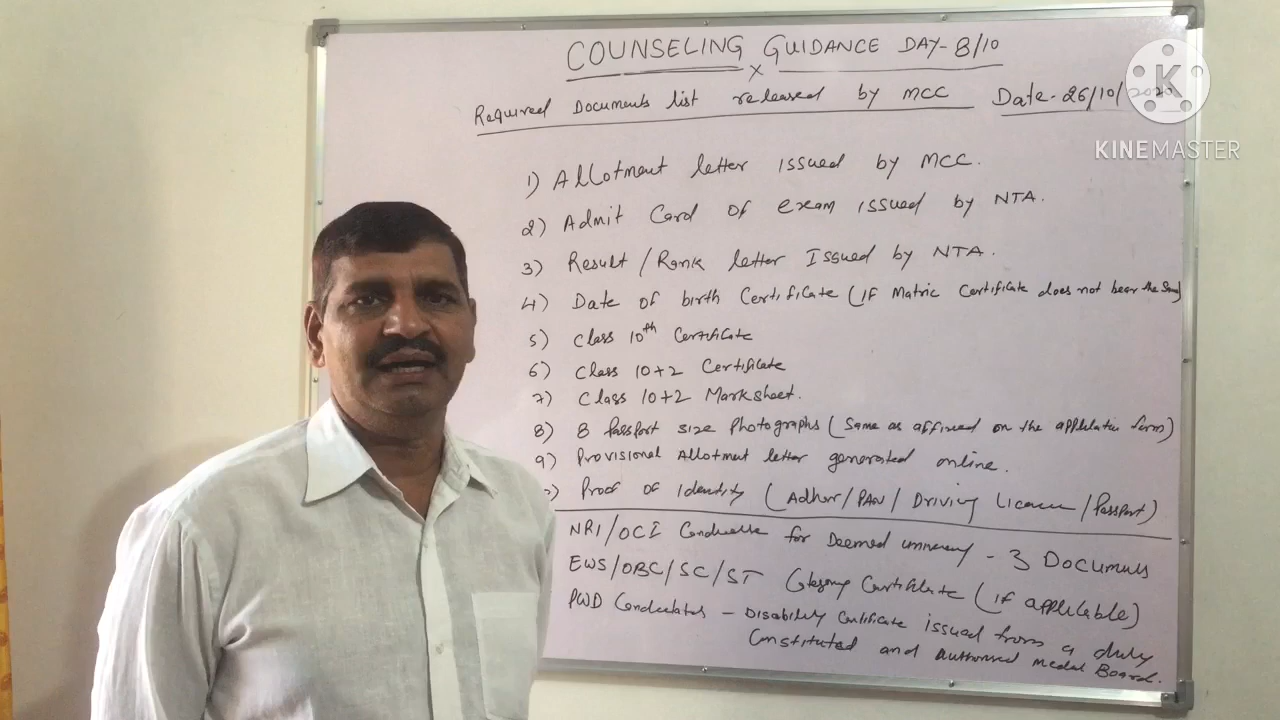 COUNSELING GUIDANCE DAY-8/10
x
Required Documents list released by MCC Date-26/10/
K
KINEMASTER
1) Allotment letter issued by MCC.
2) Admit Card of exam issued by NTA.
3) Result/Rank letter Issued by NTA.
4) Date of birth Certificate (IF Matric Certificate does not bear the same)
5) Class 10th Certificate
6) Class 10+2 Certificate
7) Class 10+2 Marksheet.
8) 8 Passport size Photographs (Same as affixed on the application form)
9) Provisional Allotment letter generated online.
) Proof of Identity (Adhar/PAN/Driving Licence/Passport)
NRI/OCI Candidates for Deemed university - 3 Documents
EWS/OBC/SC/ST Category Certificate (if applicable)
PWD Candidates - Disability Certificate issued from a duly
Constituted and Authorised Medical Board.